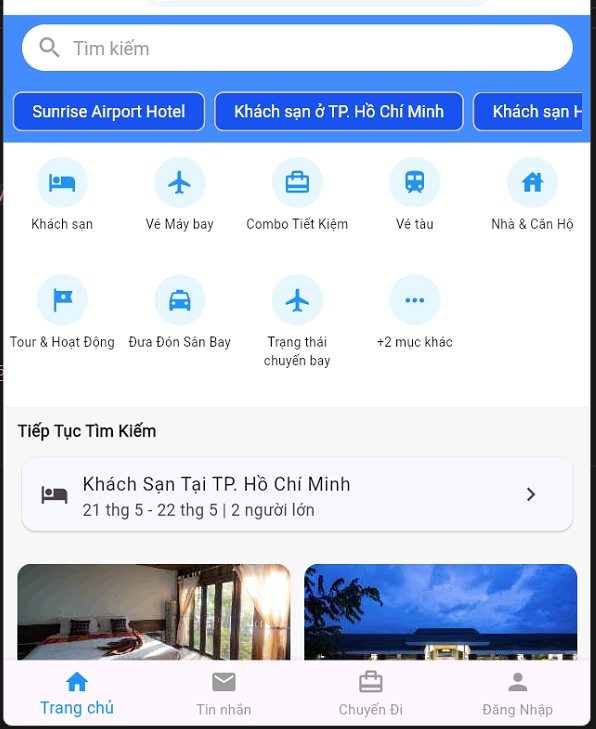 Tìm kiếm
Sunrise Airport Hotel
Khách sạn ở TP. Hồ Chí Minh
Khách sạn H
Khách sạn
Vé Máy bay
Combo Tiết Kiệm
Vé tàu
Nhà & Căn Hộ
Tour & Hoạt Động
Đưa Đón Sân Bay
Trạng thái
chuyến bay
+2 mục khác
Tiếp Tục Tìm Kiếm
Khách Sạn Tại TP. Hồ Chí Minh
21 thg 5 - 22 thg 5 | 2 người lớn
Trang chủ
Tin nhắn
Chuyến Đi
Đăng Nhập